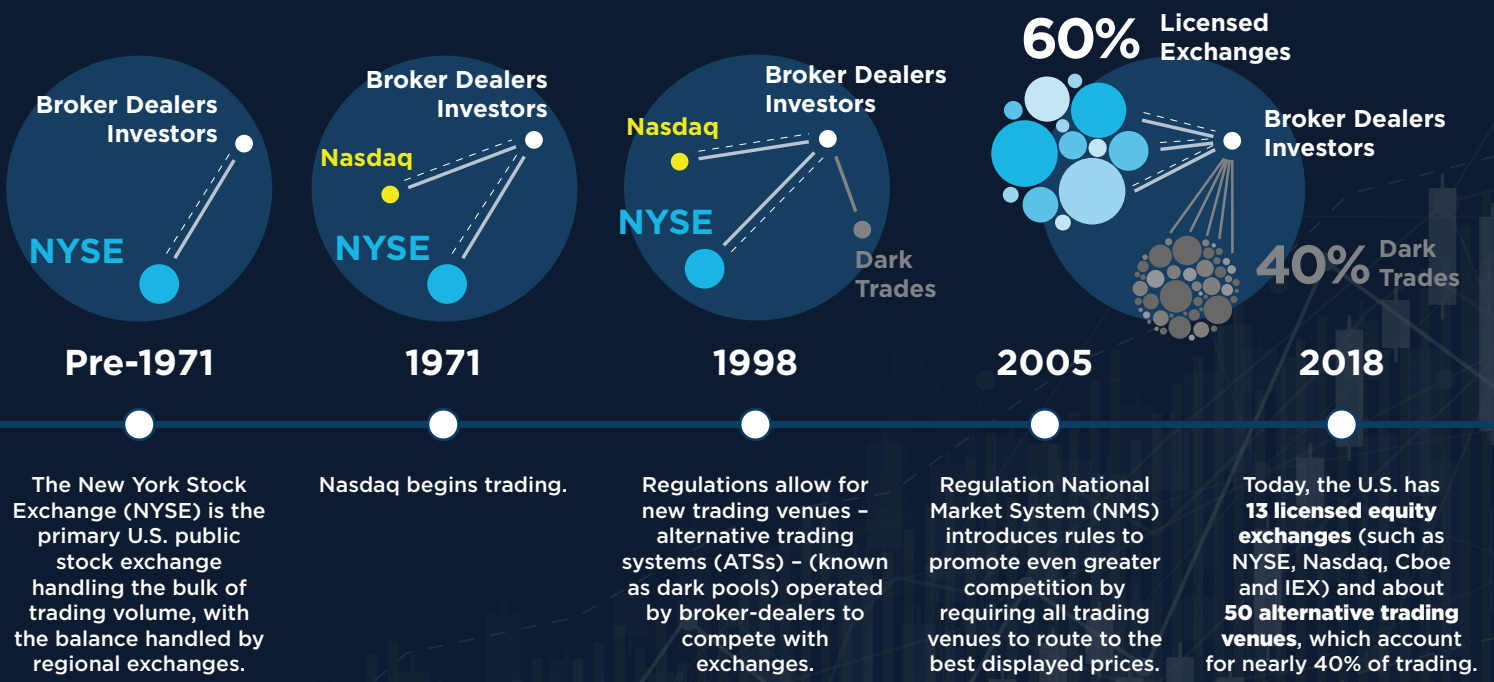 Broker Dealers
Investors
NYSE
Broker Dealers
Investors
Nasdaq
NYSE
Broker Dealers
Investors
Nasdaq
NYSE
Dark
Trades
60% Licensed
Exchanges
Broker Dealers
Investors
40% Dark
Trades
Pre-1971
1971
1998
2005
2018
The New York Stock
Exchange (NYSE) is the
primary U.S. public
stock exchange
handling the bulk of
trading volume, with
the balance handled by
regional exchanges.
Nasdaq begins trading.
Regulations allow for
new trading venues –
alternative trading
systems (ATSs) – (known
as dark pools) operated
by broker-dealers to
compete with
exchanges.
Regulation National
Market System (NMS)
introduces rules to
promote even greater
competition by
requiring all trading
venues to route to the
best displayed prices.
Today, the U.S. has
13 licensed equity
exchanges (such as
NYSE, Nasdaq, Cboe
and IEX) and about
50 alternative trading
venues, which account
for nearly 40% of trading.